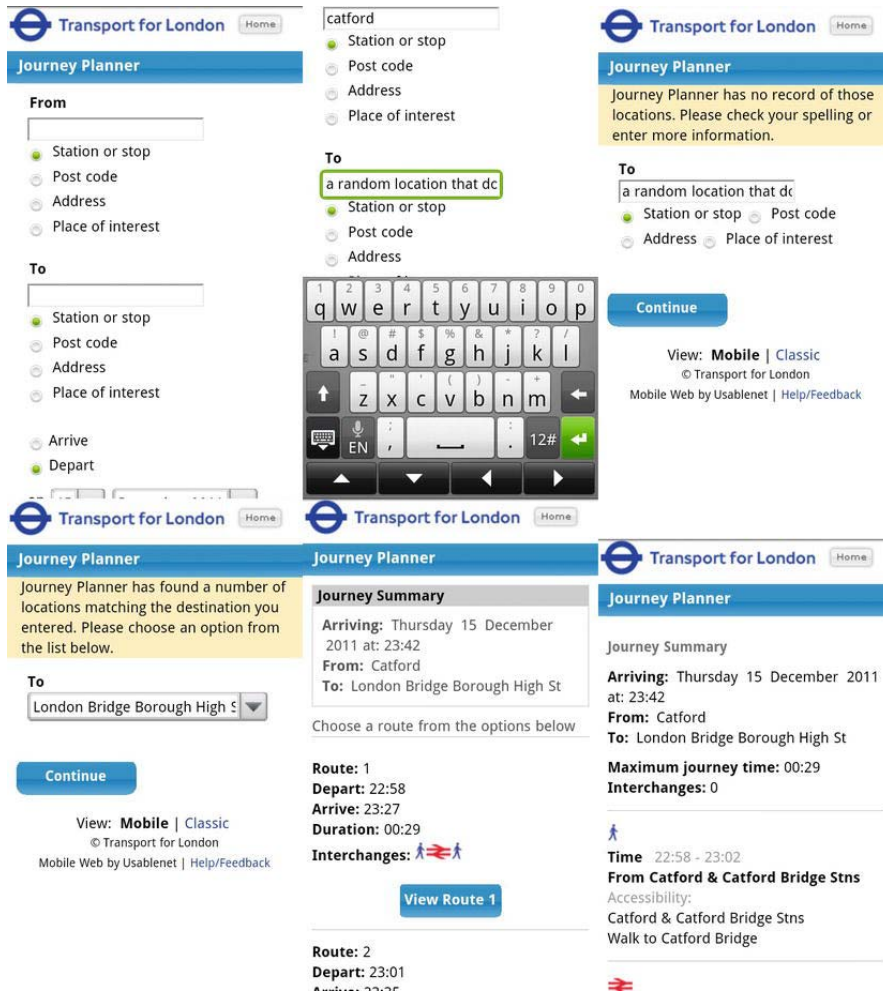 Transport for London Home
Journey Planner
From
Station or stop
Post code
Address
Place of interest
To
Station or stop
Post code
Address
Place of interest
Arrive
Depart
catford
Station or stop
Post code
Address
Place of interest
To
a random location that dc
Station or stop
Post code
Address
1 2 3 4 5 6 7 8 9 0
q w e r t y u i o p
! @ # $ % & * ? /
a s d f g h j k l
_ " ' ( ) - +
z x c v b n m
EN , ; . : 12#
Transport for London Home
Journey Planner
Journey Planner has no record of those
locations. Please check your spelling or
enter more information.
To
a random location that dc
Station or stop Post code
Address Place of interest
Continue
View: Mobile | Classic
© Transport for London
Mobile Web by Usablenet | Help/Feedback
Transport for London Home
Journey Planner
Journey Planner has found a number of
locations matching the destination you
entered. Please choose an option from
the list below.
To
London Bridge Borough High S
Continue
View: Mobile | Classic
© Transport for London
Mobile Web by Usablenet | Help/Feedback
Transport for London Home
Journey Planner
Journey Summary
Arriving: Thursday 15 December
2011 at: 23:42
From: Catford
To: London Bridge Borough High St
Choose a route from the options below
Route: 1
Depart: 22:58
Arrive: 23:27
Duration: 00:29
Interchanges:
View Route 1
Route: 2
Depart: 23:01
Transport for London Home
Journey Planner
Journey Summary
Arriving: Thursday 15 December 2011
at: 23:42
From: Catford
To: London Bridge Borough High St
Maximum journey time: 00:29
Interchanges: 0
Time 22:58 - 23:02
From Catford & Catford Bridge Stns
Accessibility:
Catford & Catford Bridge Stns
Walk to Catford Bridge